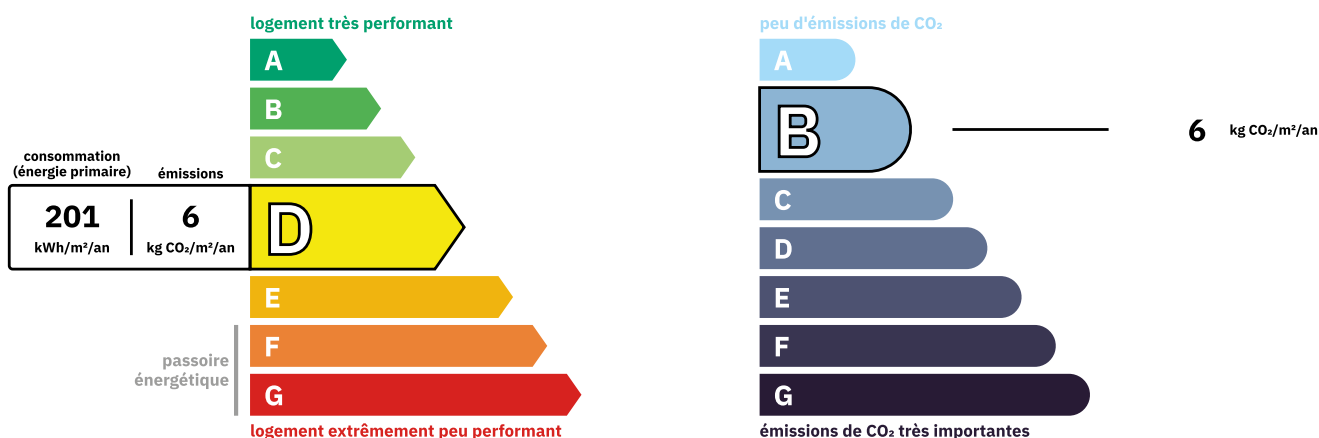 logement très performant
A
B
C
consommation
(énergie primaire)
émissions
201
6
kWh/m²/an
kg CO₂/m²/an
D
E
F
passoire
énergétique
G
logement extrêmement peu performant
peu d'émissions de CO₂
A
B
6 kg CO₂/m²/an
C
D
E
F
G
émissions de CO₂ très importantes